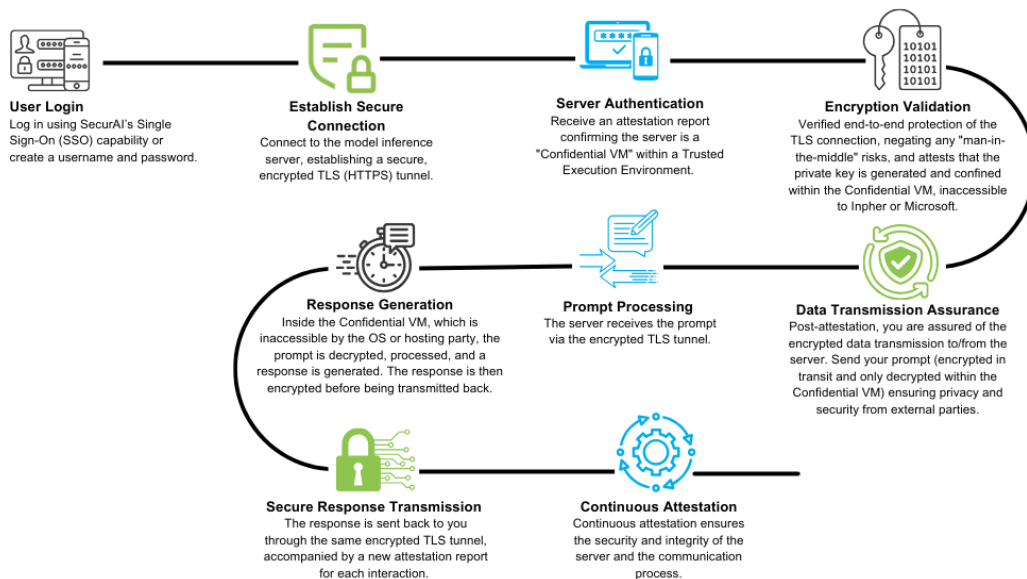 User Login
Log in using SecurAI's Single
Sign-On (SSO) capability or
create a username and password.
Establish Secure
Connection
Connect to the model inference
server, establishing a secure,
encrypted TLS (HTTPS) tunnel.
****
Server Authentication
Receive an attestation report
confirming the server is a
"Confidential VM" within a Trusted
Execution Environment.
10101
10101
10101
10101
Encryption Validation
Verified end-to-end protection of the
TLS connection, negating any "man-in-
the-middle" risks, and attests that the
private key is generated and confined
within the Confidential VM, inaccessible
to Inpher or Microsoft.
Data Transmission Assurance
Post-attestation, you are assured of the
encrypted data transmission to/from the
server. Send your prompt (encrypted in
transit and only decrypted within the
Confidential VM) ensuring privacy and
security from external parties.
Prompt Processing
The server receives the prompt
via the encrypted TLS tunnel.
Response Generation
Inside the Confidential VM, which is
inaccessible by the OS or hosting party, the
prompt is decrypted, processed, and a
response is generated. The response is then
encrypted before being transmitted back.
Secure Response Transmission
The response is sent back to you
through the same encrypted TLS tunnel,
accompanied by a new attestation report
for each interaction.
Continuous Attestation
Continuous attestation ensures
the security and integrity of the
server and the communication
process.